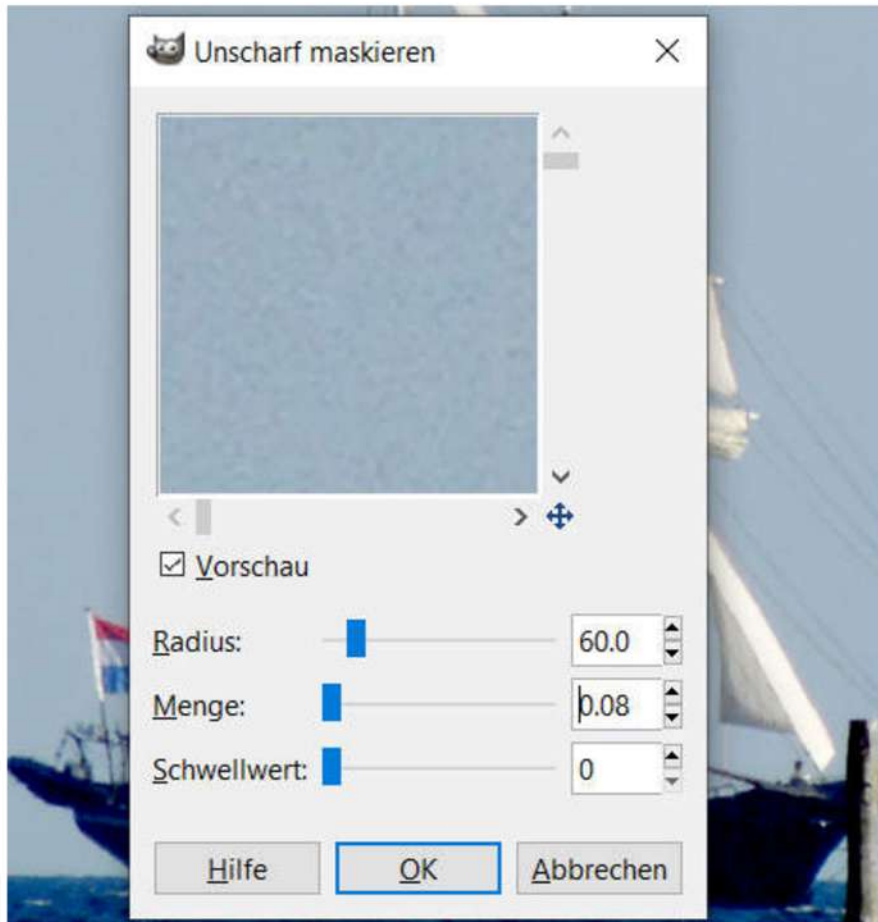 Unscharf maskieren
Vorschau
Radius: 60.0
Menge: 0.08
Schwellwert: 0
Hilfe OK Abbrechen